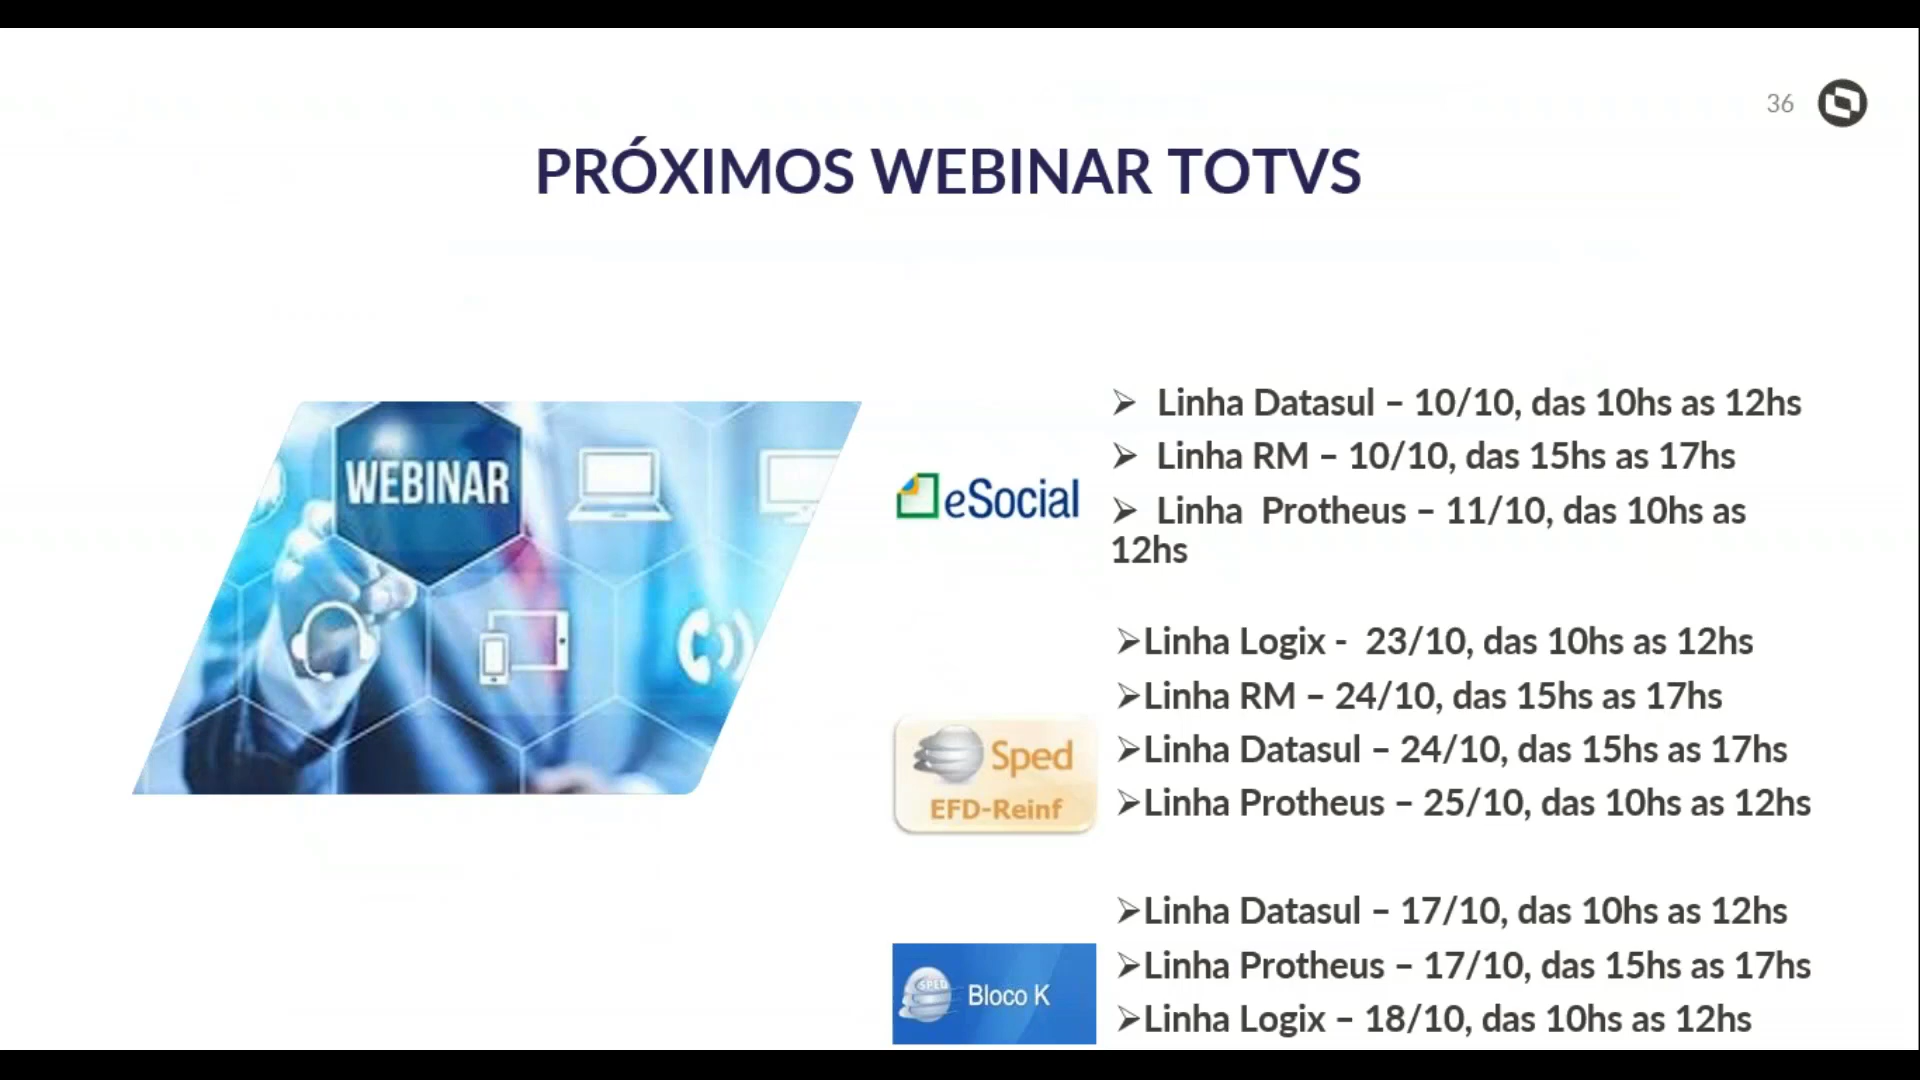 36
PRÓXIMOS WEBINAR TOTVS
WEBINAR
eSocial
➢ Linha Datasul – 10/10, das 10hs as 12hs
➢ Linha RM – 10/10, das 15hs as 17hs
➢ Linha Protheus – 11/10, das 10hs as
12hs
Sped
EFD-Reinf
➢Linha Logix - 23/10, das 10hs as 12hs
➢Linha RM – 24/10, das 15hs as 17hs
➢Linha Datasul – 24/10, das 15hs as 17hs
➢Linha Protheus – 25/10, das 10hs as 12hs
SPED
Bloco K
➢Linha Datasul – 17/10, das 10hs as 12hs
➢Linha Protheus – 17/10, das 15hs as 17hs
➢Linha Logix – 18/10, das 10hs as 12hs